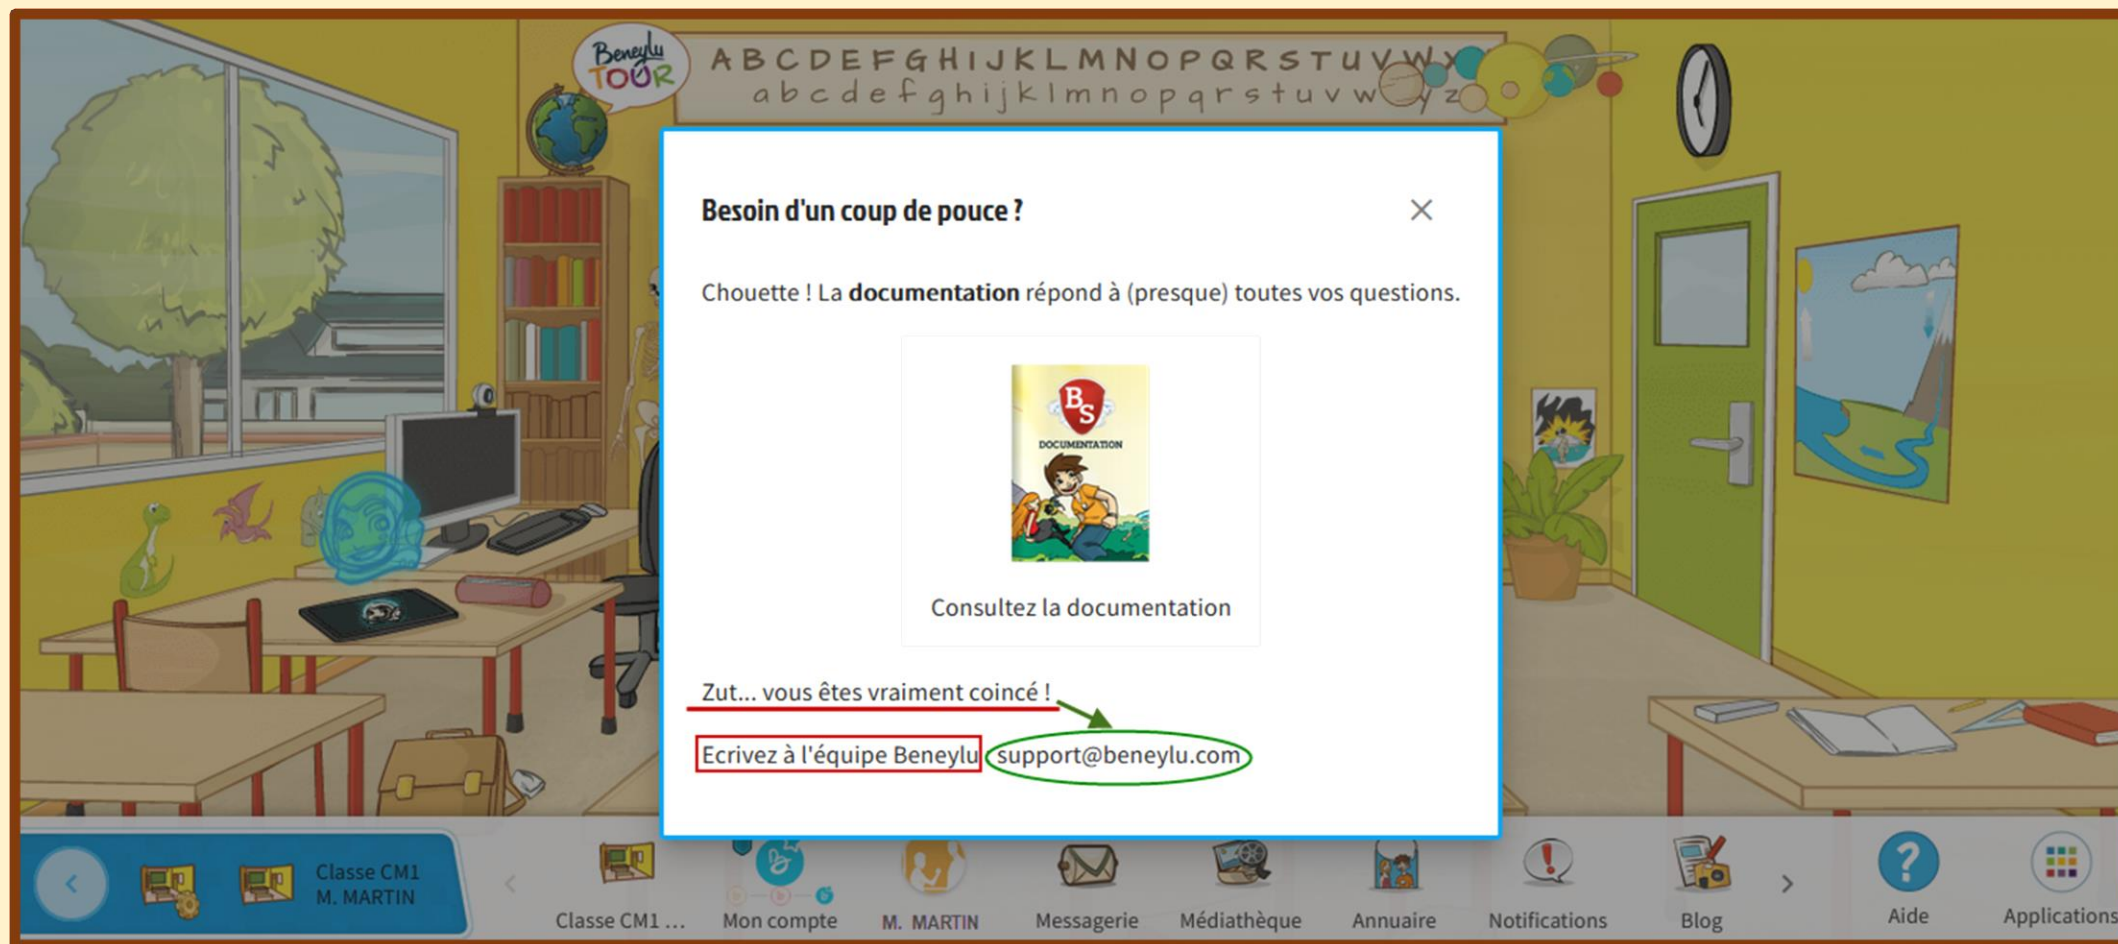 Beneylu
TOUR
A B C D E F G H I J K L M N O P Q R S T U V W X
a b c d e f g h i j k l m n o p q r s t u v w y z
Besoin d'un coup de pouce ?
Chouette ! La documentation répond à (presque) toutes vos questions.
BS
DOCUMENTATION
Consultez la documentation
Zut... vous êtes vraiment coincé !
Ecrivez à l'équipe Beneylu support@beneylu.com
Classe CM1
M. MARTIN
Classe CM1 ...
Mon compte
M. MARTIN
Messagerie
Médiathèque
Annuaire
Notifications
Blog
?
Aide
Applications